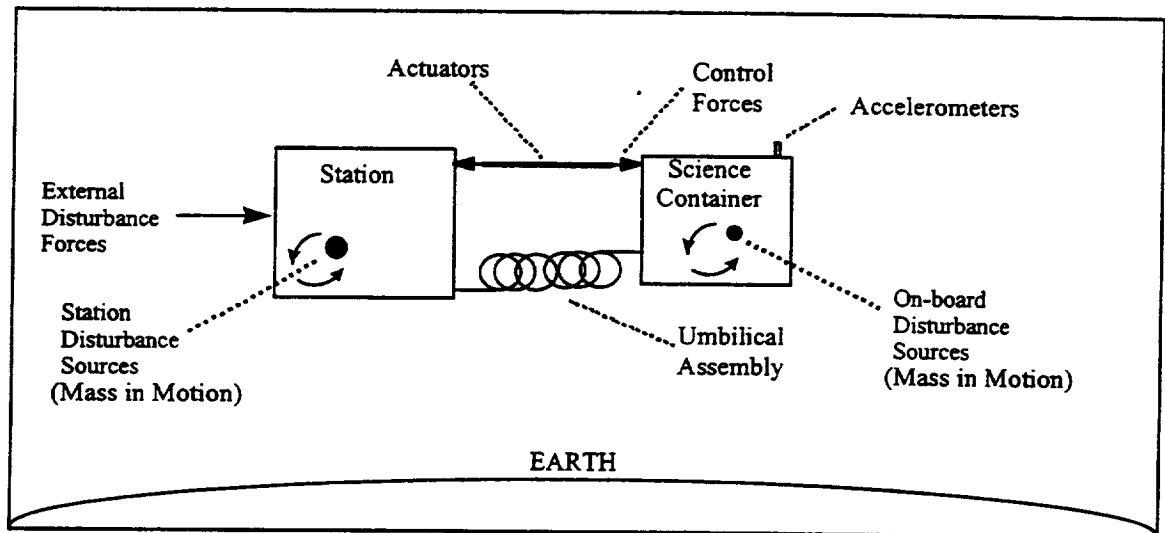 Actuators
Control
Forces
Accelerometers
Station
Science
Container
External
Disturbance
Forces
Station
Disturbance
Sources
(Mass in Motion)
Umbilical
Assembly
On-board
Disturbance
Sources
(Mass in Motion)
EARTH